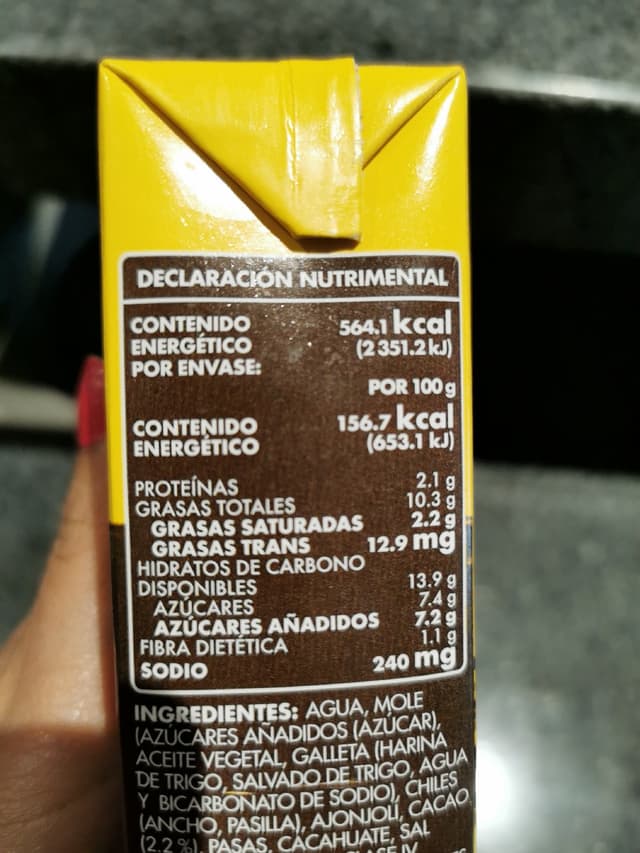 DECLARACIÓN NUTRIMENTAL
CONTENIDO 564.1 kcal
ENERGÉTICO (2 351.2 kJ)
POR ENVASE:
POR 100 g
CONTENIDO 156.7 kcal
ENERGÉTICO (653.1 kJ)
PROTEÍNAS 2.1 g
GRASAS TOTALES 10.3 g
GRASAS SATURADAS 2.2 g
GRASAS TRANS 12.9 mg
HIDRATOS DE CARBONO
DISPONIBLES 13.9 g
AZÚCARES 7.4 g
AZÚCARES AÑADIDOS 7.2 g
FIBRA DIETÉTICA 1.1 g
SODIO 240 mg
INGREDIENTES: AGUA, MOLE
(AZÚCARES AÑADIDOS (AZÚCAR),
ACEITE VEGETAL, GALLETA (HARINA
DE TRIGO, SALVADO DE TRIGO, AGUA
Y BICARBONATO DE SODIO), CHILES
(ANCHO, PASILLA), AJONJOLÍ, CACAO
(2.2 %), PASAS, CACAHUATE, SAL